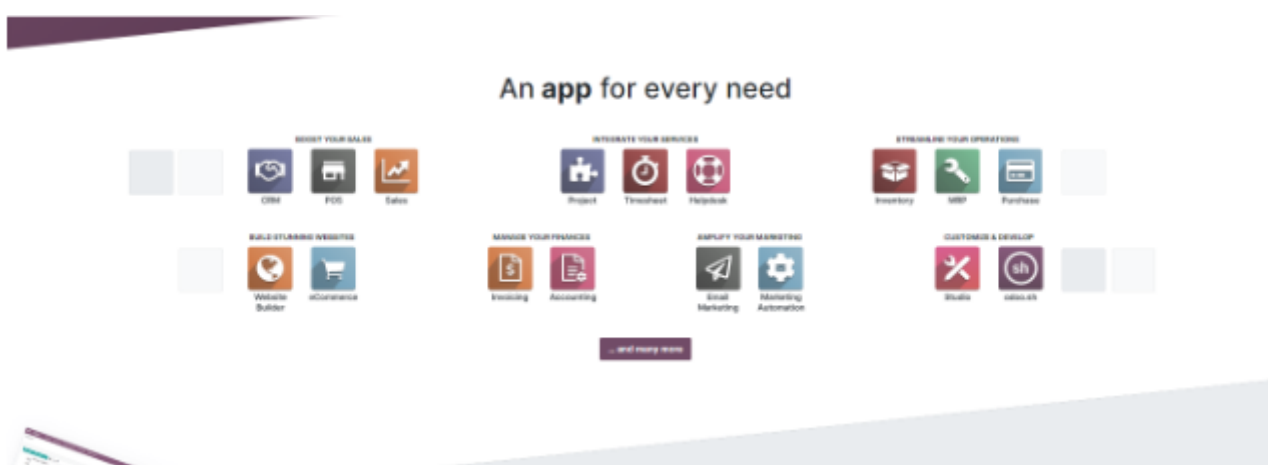 An app for every need
BOOST YOUR SALES
INTEGRATE YOUR SERVICES
STREAMLINE YOUR OPERATIONS
CRM POS Sales
Project Timesheet Helpdesk
Inventory MRP Purchase
BUILD STUNNING WEBSITES
MANAGE YOUR FINANCES
AMPLIFY YOUR MARKETING
CUSTOMIZE & DEVELOP
sh
Website Builder eCommerce
Invoicing Accounting
Email Marketing Marketing Automation
Studio odoo.sh
... and many more